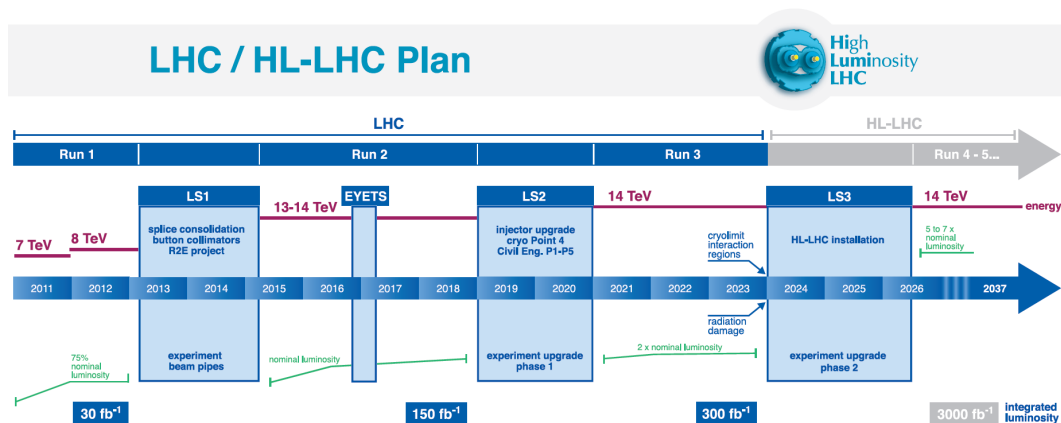 LHC / HL-LHC Plan
High
Luminosity
LHC
LHC
HL-LHC
Run 1
Run 2
Run 3
Run 4 - 5...
LS1
EYETS
LS2
LS3
7 TeV
8 TeV
13-14 TeV
14 TeV
14 TeV
energy
splice consolidation
button collimators
R2E project
injector upgrade
cryo Point 4
Civil Eng. P1-P5
cryolimit
interaction
regions
HL-LHC installation
5 to 7 x
nominal
luminosity
2011 2012 2013 2014 2015 2016 2017 2018 2019 2020 2021 2022 2023 2024 2025 2026 2037
radiation
damage
75%
nominal
luminosity
experiment
beam pipes
nominal luminosity
experiment upgrade
phase 1
2 x nominal luminosity
experiment upgrade
phase 2
30 fb⁻¹
150 fb⁻¹
300 fb⁻¹
3000 fb⁻¹
integrated
luminosity